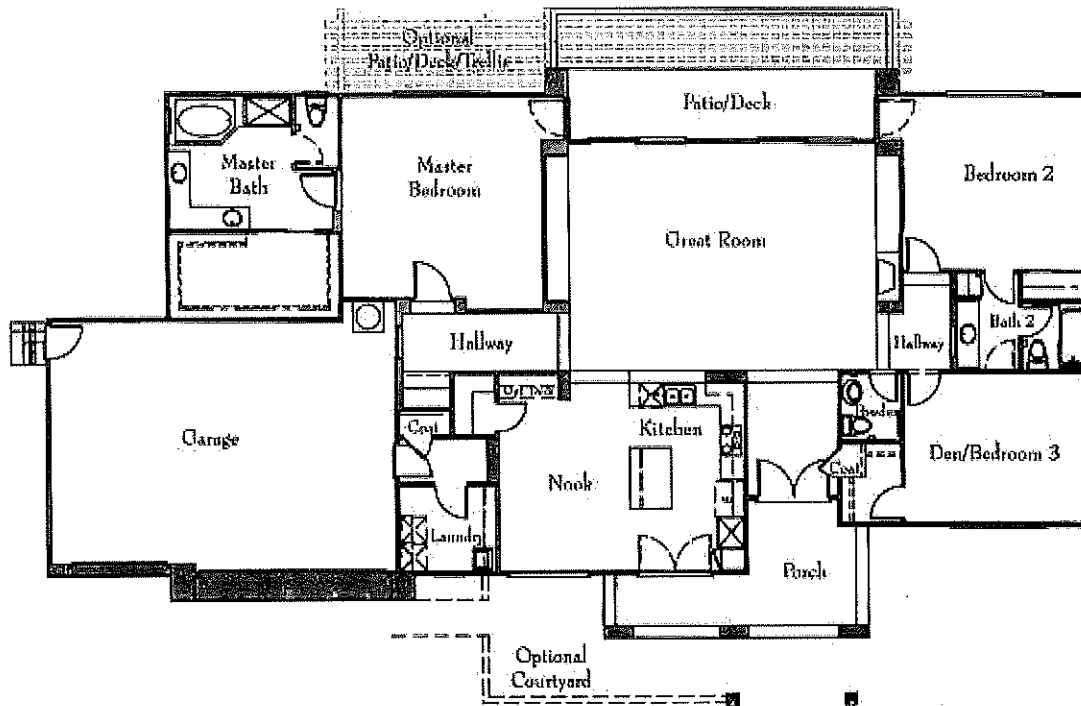 Optional
Patio/Deck/Trellis
Patio/Deck
Master
Bath
Master
Bedroom
Great Room
Bedroom 2
Hallway
Hallway
Bath 2
Garage
Coat
Kitchen
Nook
Powder
Coat
Den/Bedroom 3
Laundry
Porch
Optional
Courtyard